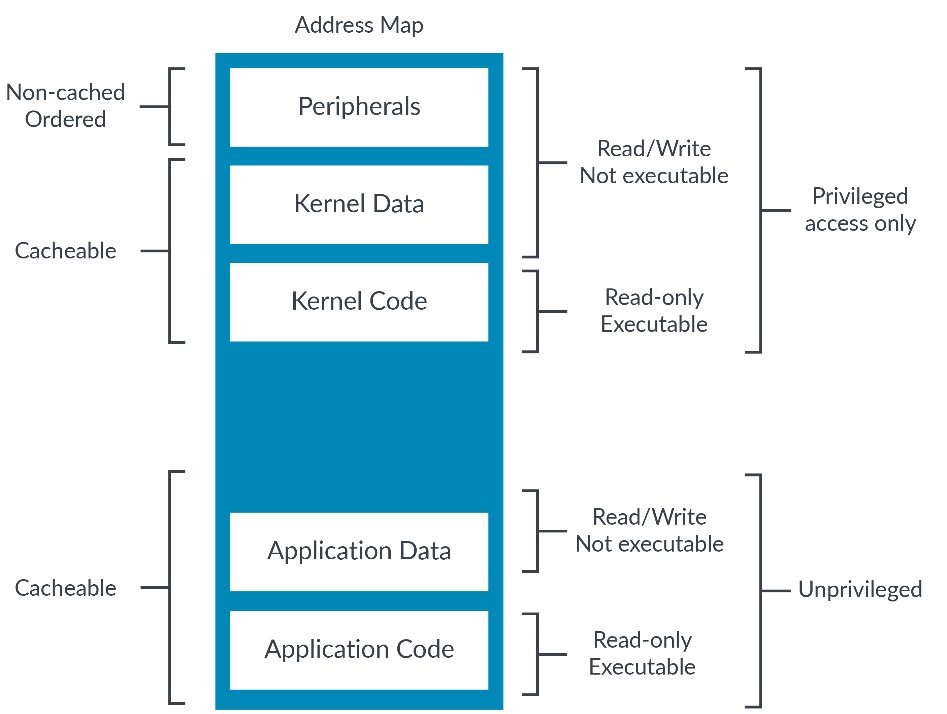 Address Map
Non-cached
Ordered
Peripherals
Read/Write
Not executable
Privileged
access only
Kernel Data
Cacheable
Kernel Code
Read-only
Executable
Application Data
Read/Write
Not executable
Cacheable
Unprivileged
Application Code
Read-only
Executable